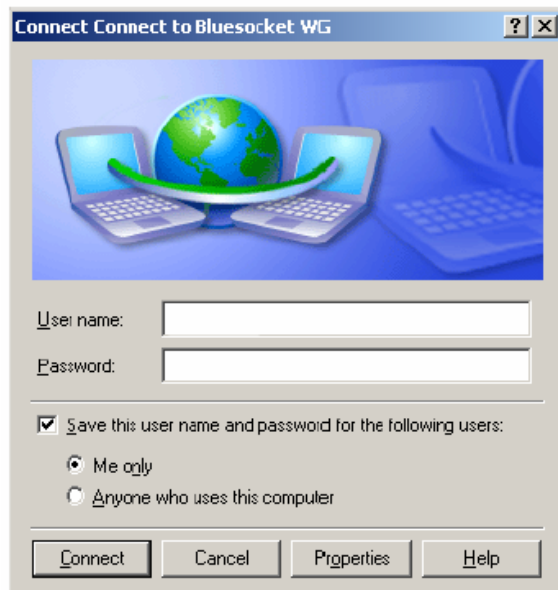 Connect Connect to Bluesocket WG
User name:
Password:
Save this user name and password for the following users:
Me only
Anyone who uses this computer
Connect Cancel Properties Help